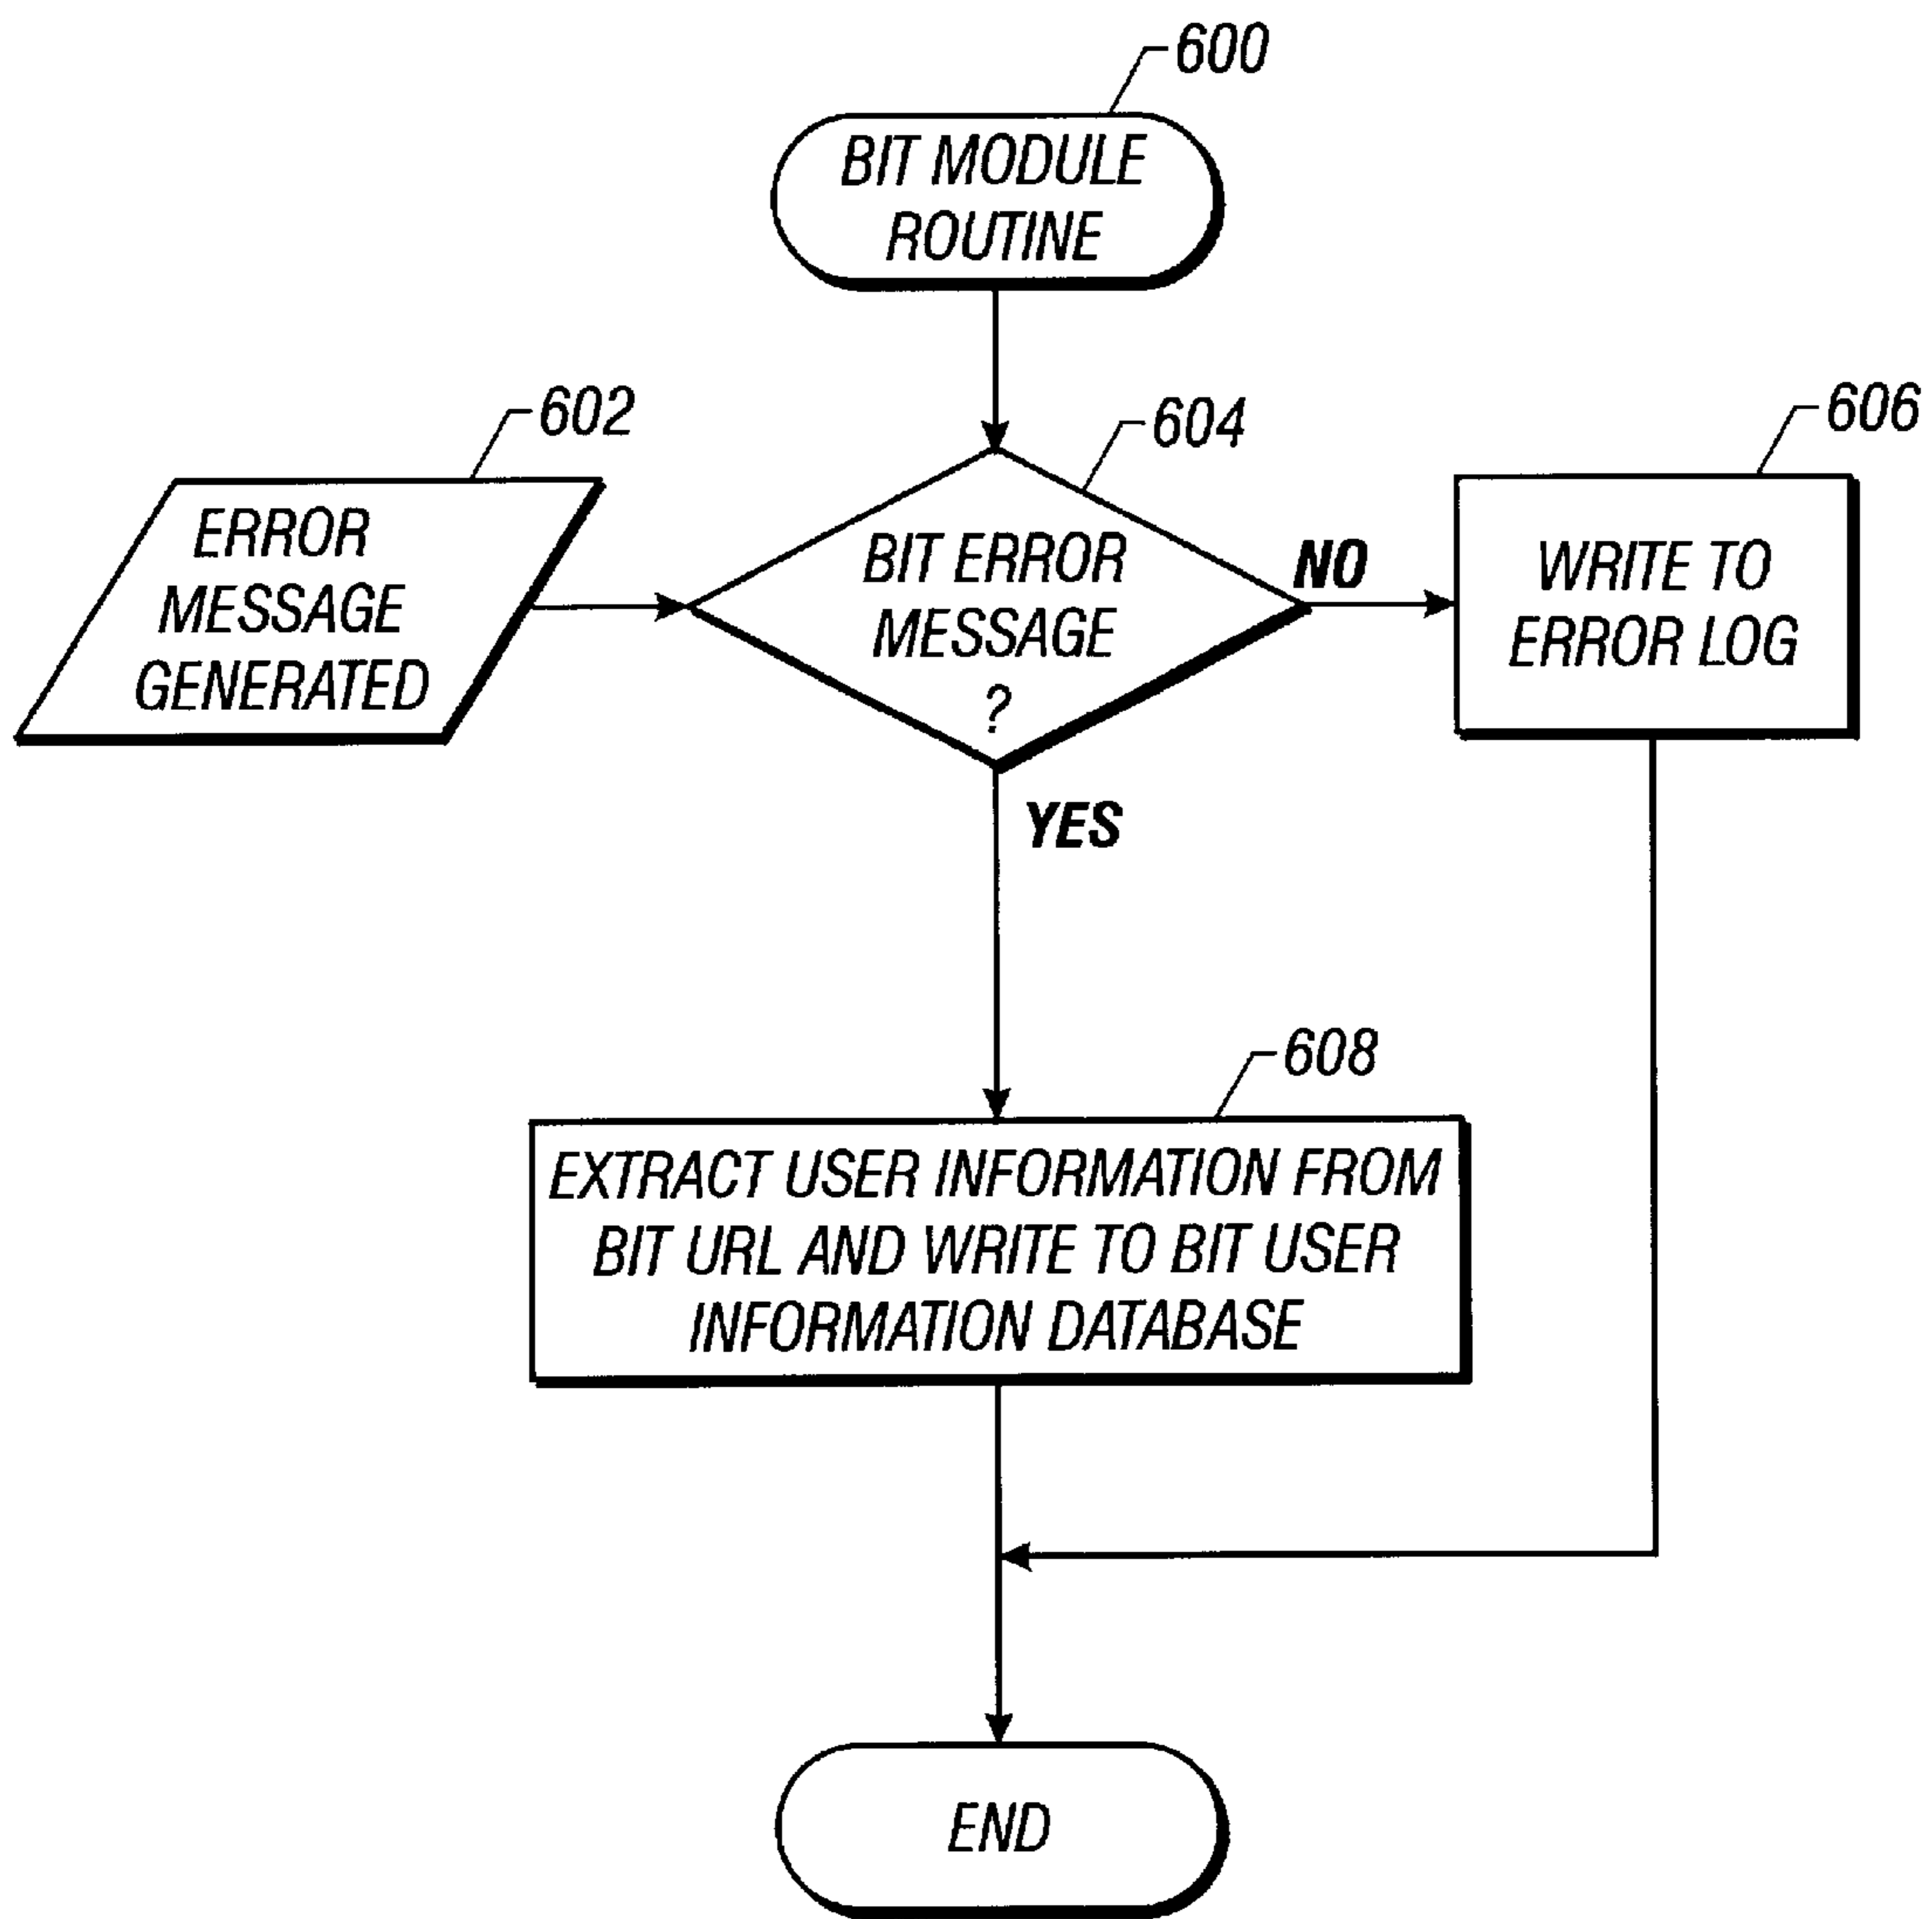 600
BIT MODULE
ROUTINE
602
ERROR
MESSAGE
GENERATED
604
BIT ERROR
MESSAGE
?
NO
606
WRITE TO
ERROR LOG
YES
608
EXTRACT USER INFORMATION FROM
BIT URL AND WRITE TO BIT USER
INFORMATION DATABASE
END